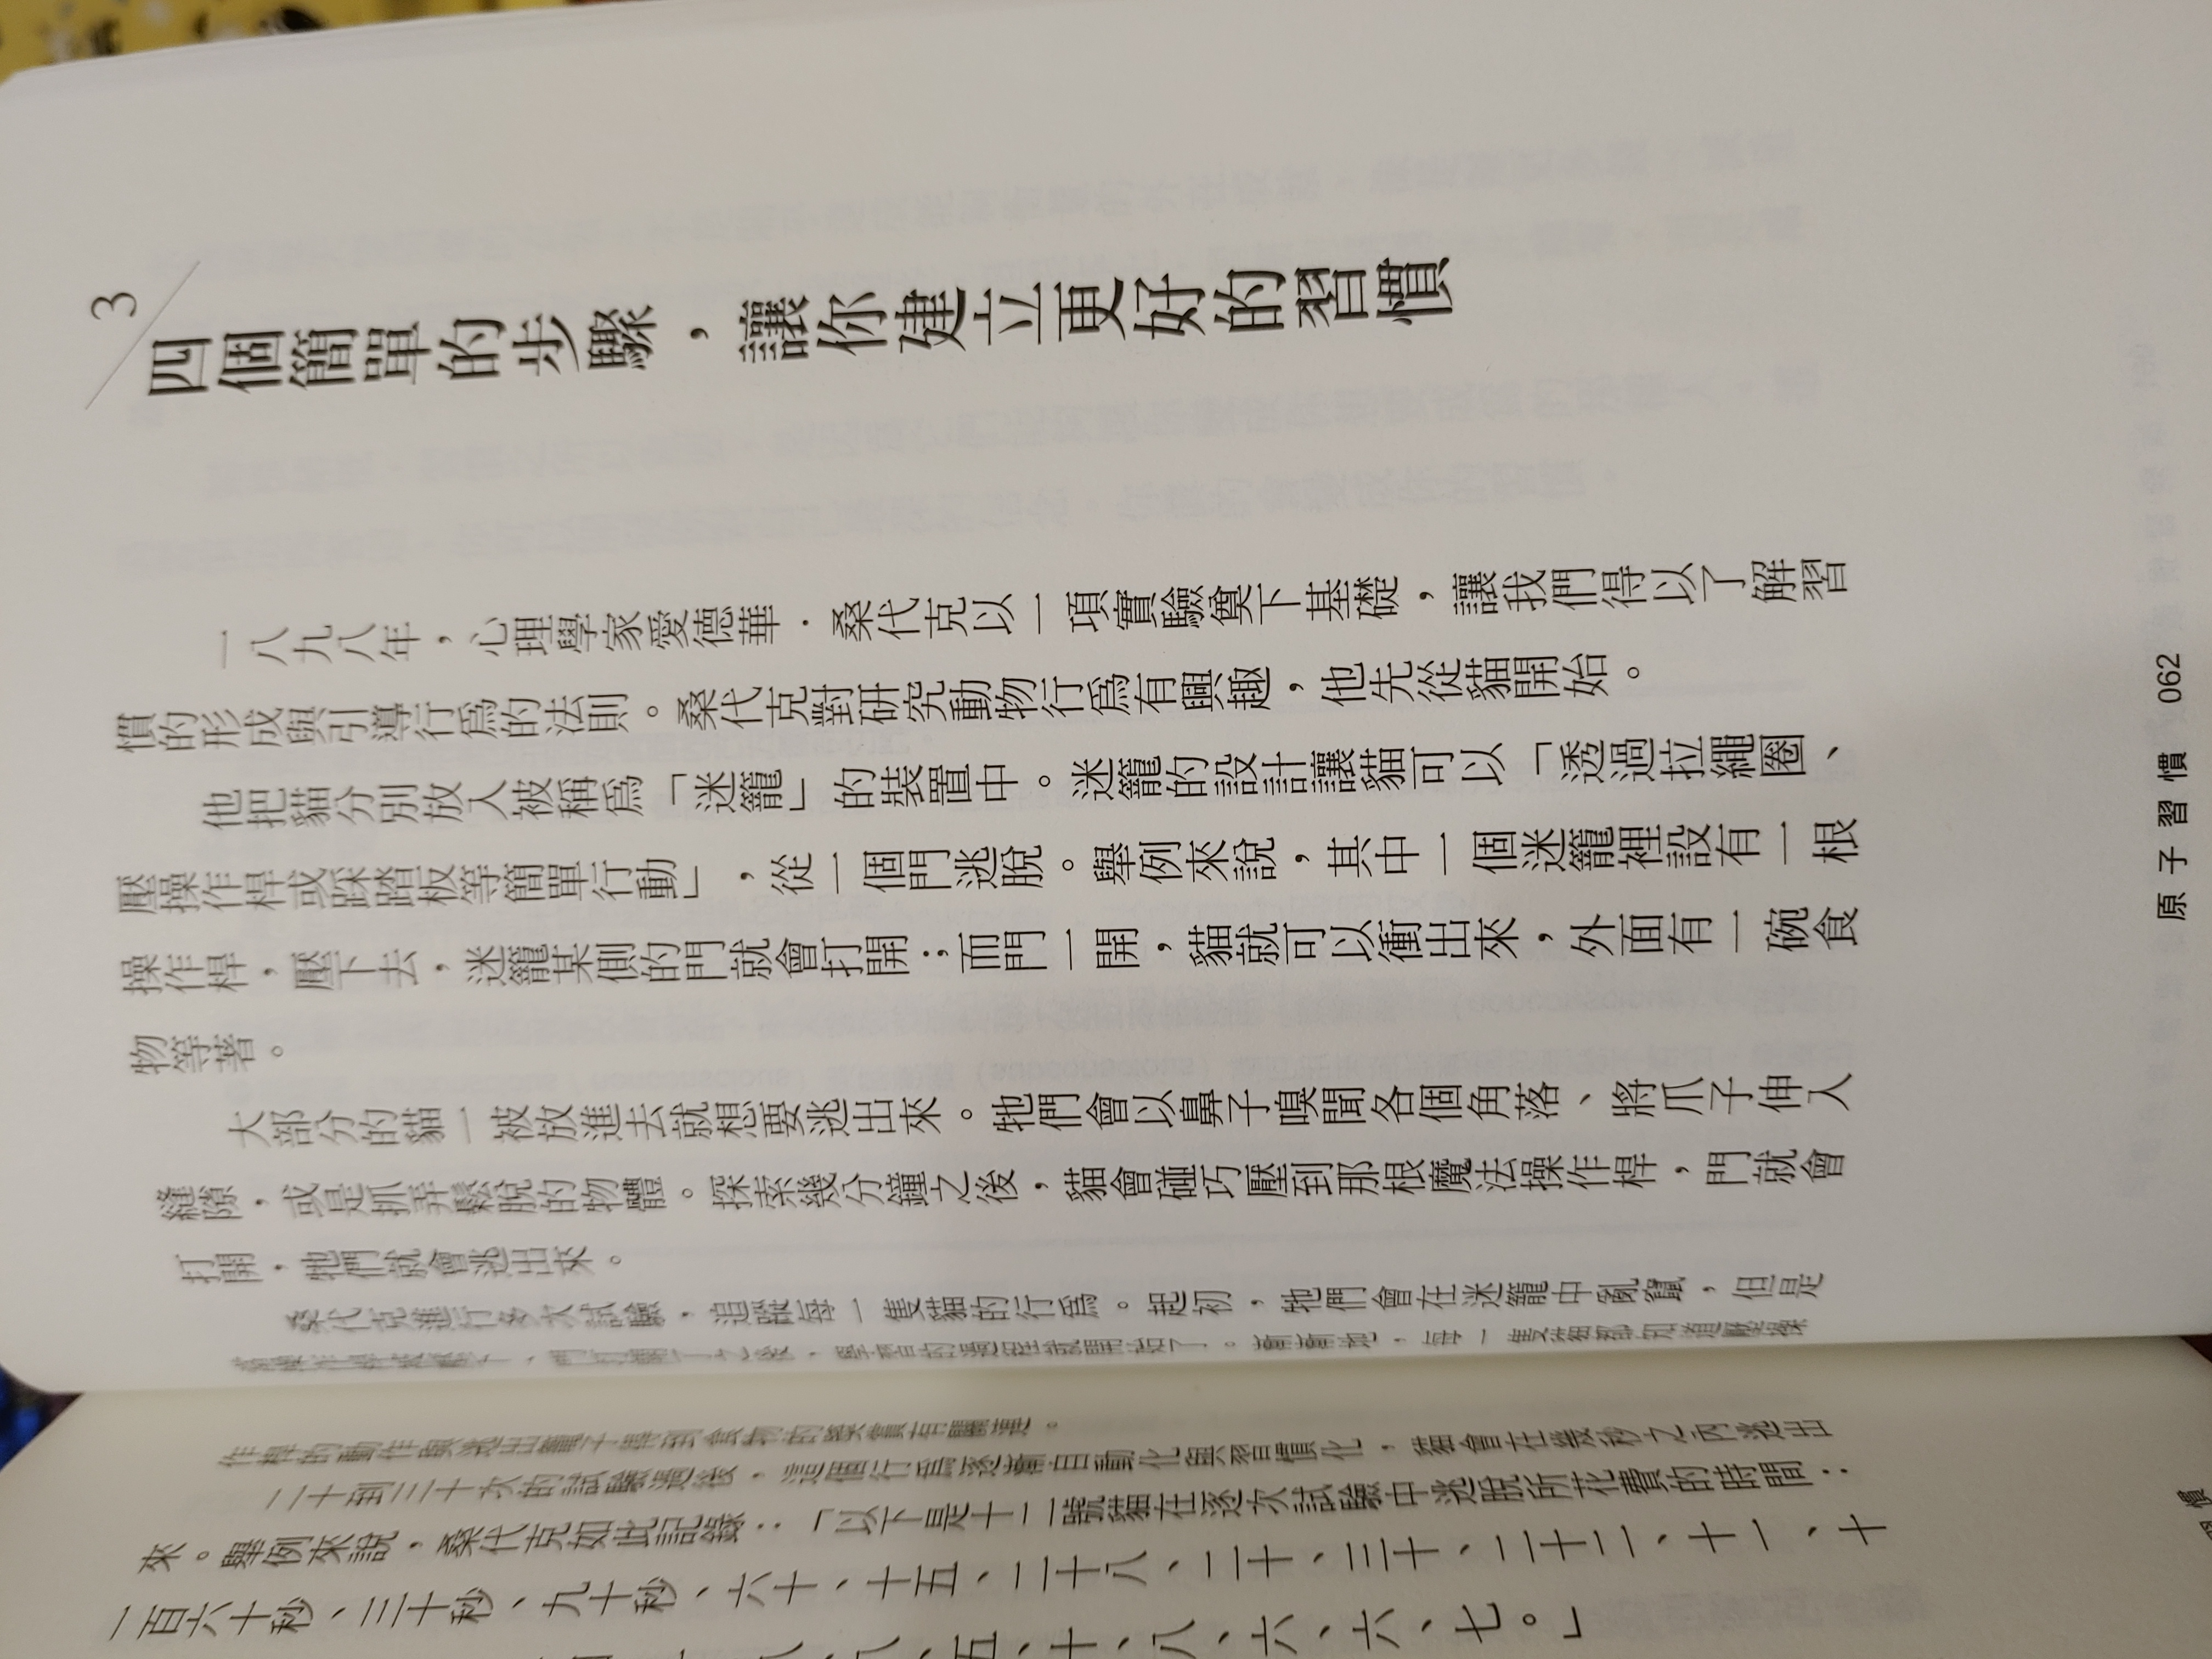 3
四個簡單的步驟，讓你建立更好的習慣
一八九八年，心理學家愛德華．桑代克以一項實驗奠下基礎，讓我們得以了解習
慣的形成與引導行爲的法則。桑代克對研究動物行爲有興趣，他先從貓開始。
他把貓分別放入被稱爲「迷籠」的裝置中。迷籠的設計讓貓可以「透過拉繩圈、
壓操作桿或踩踏板等簡單行動」，從一個門逃脫。舉例來說，其中一個迷籠裡設有一根
操作桿，壓下去，迷籠某側的門就會打開；而門一開，貓就可以衝出來，外面有一碗食
物等著。
大部分的貓一被放進去就想要逃出來。牠們會以鼻子嗅聞各個角落、將爪子伸入
縫隙，或是抓弄鬆脫的物體。探索幾分鐘之後，貓會碰巧壓到那根魔法操作桿，門就會
打開，牠們就會逃出來。
桑代克進行多次試驗，追蹤每一隻貓的行爲。起初，牠們會在迷籠中亂竄，但是
門打開了之後，學習的過程就開始了。漸漸地，每一隻貓都知道壓操
作桿的動作與逃出籠子得到食物的獎賞有關連。
二十到三十次的試驗過後，這個行爲逐漸自動化與習慣化，貓會在幾秒之內逃出
來。舉例來說，桑代克如此記錄：「以下是十二號貓在逐次試驗中逃脫所花費的時間：
一百六十秒、三十秒、九十秒、六十、十五、二十八、二十、三十、二十二、十一、十
八、八、五、十、八、六、六、七。」
原子習慣 062
習慣